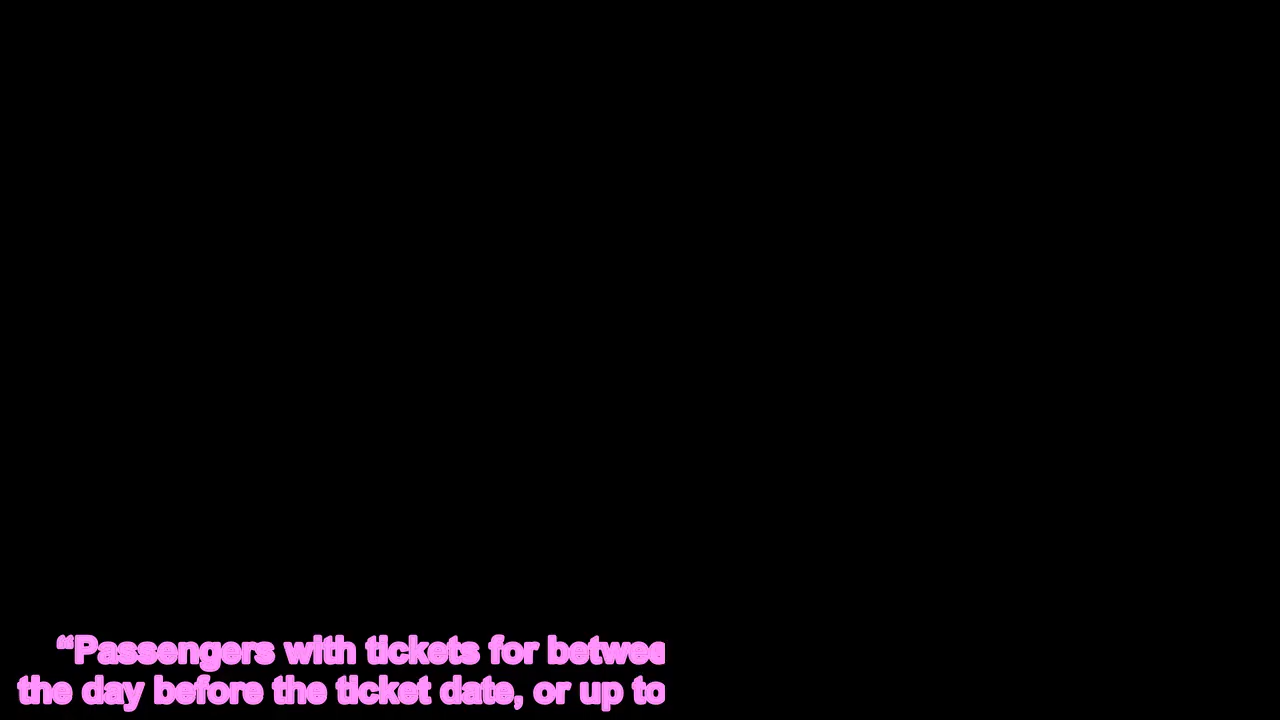 “Passengers with tickets for betwee
the day before the ticket date, or up to